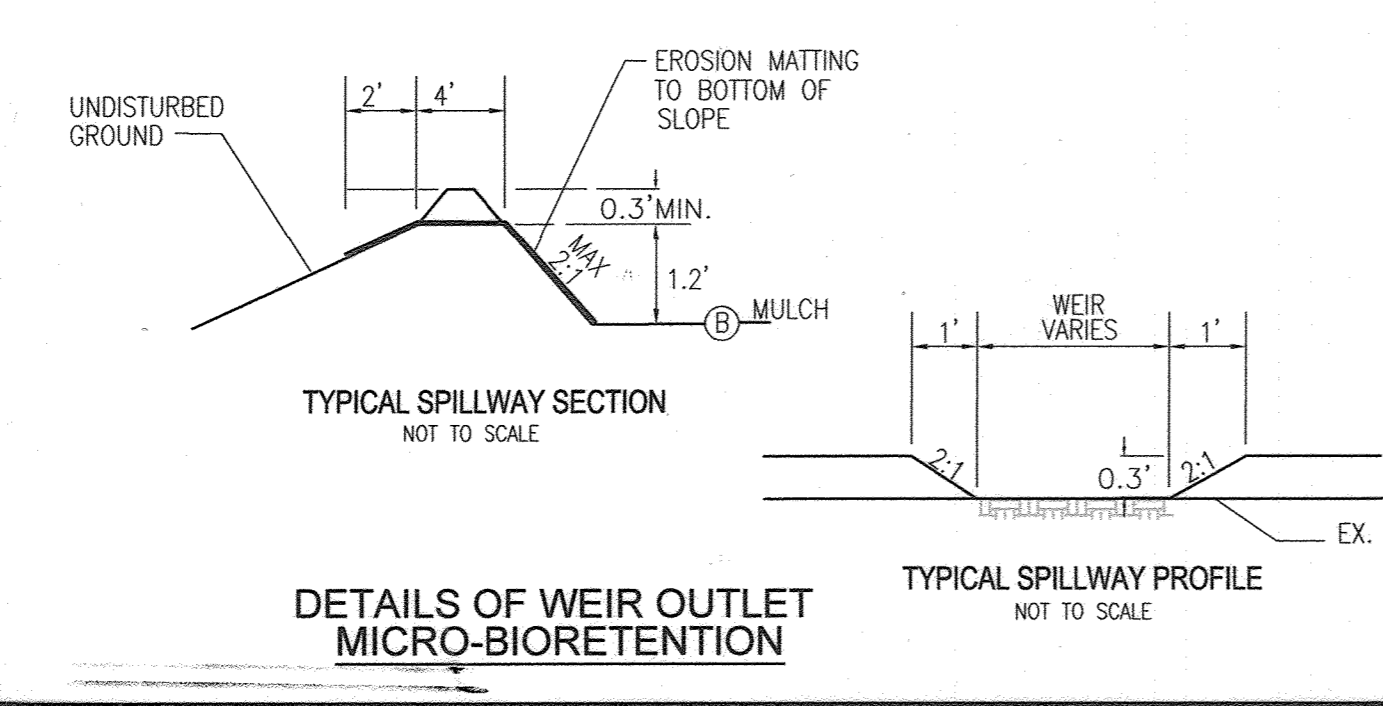 UNDISTURBED
GROUND
2'
4'
EROSION MATTING
TO BOTTOM OF
SLOPE
0.3'MIN.
MAX
2:1
1.2'
B
MULCH
TYPICAL SPILLWAY SECTION
NOT TO SCALE
1'
WEIR
VARIES
1'
2:1
0.3'
2:1
EX.
TYPICAL SPILLWAY PROFILE
NOT TO SCALE
DETAILS OF WEIR OUTLET
MICRO-BIORETENTION